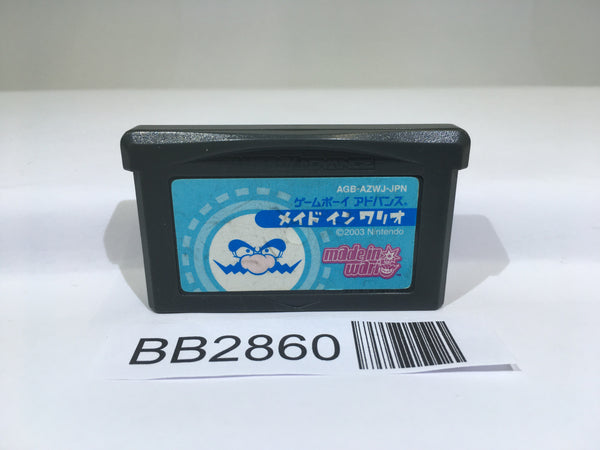 AGB-AZWJ-JPN
ゲームボーイ アドバンス®
メイド イン ワリオ
©2003 Nintendo
made in
wario
BB2860